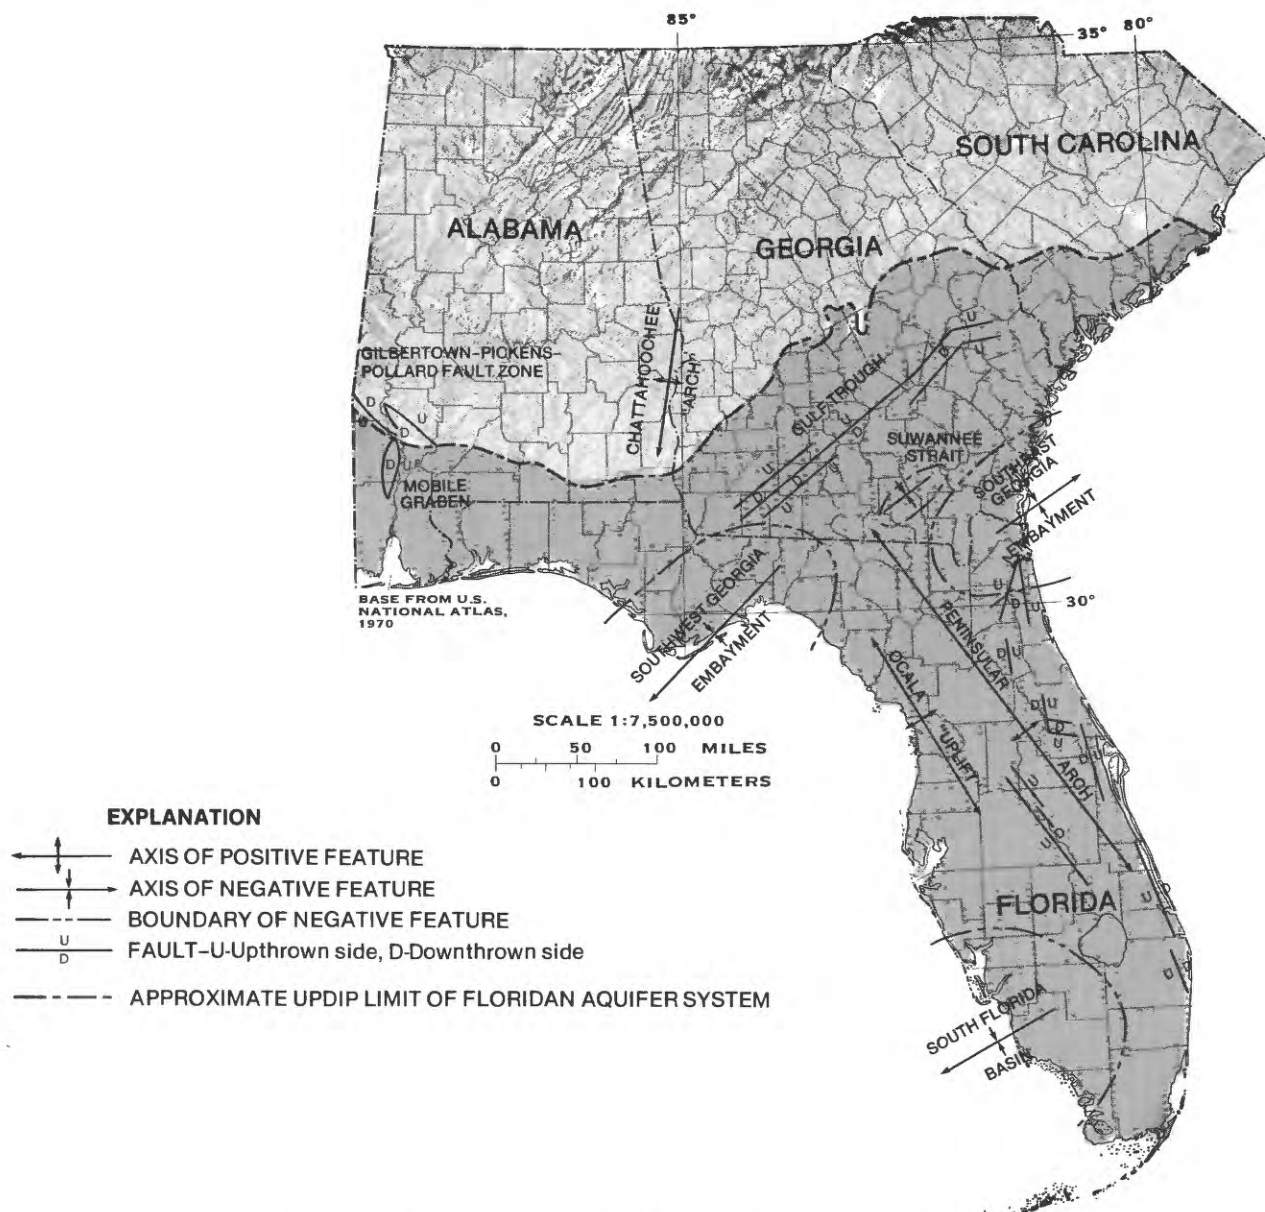 85°
35° 80°
SOUTH CAROLINA
ALABAMA
GEORGIA
GILBERTOWN-PICKENS-
POLLARD FAULT ZONE
CHATTAHOOCHEE
"ARCH"
GULF TROUGH
SUWANNEE
STRAIT
SOUTHEAST
GEORGIA
EMBAYMENT
MOBILE
GRABEN
BASE FROM U.S.
NATIONAL ATLAS,
1970
SOUTHWEST GEORGIA
EMBAYMENT
30°
PENINSULAR
ARCH
OCALA
"UPLIFT"
SCALE 1:7,500,000
0 50 100 MILES
0 100 KILOMETERS
FLORIDA
SOUTH FLORIDA
BASIN
EXPLANATION
AXIS OF POSITIVE FEATURE
AXIS OF NEGATIVE FEATURE
BOUNDARY OF NEGATIVE FEATURE
U
D
FAULT-U-Upthrown side, D-Downthrown side
APPROXIMATE UPDIP LIMIT OF FLORIDAN AQUIFER SYSTEM